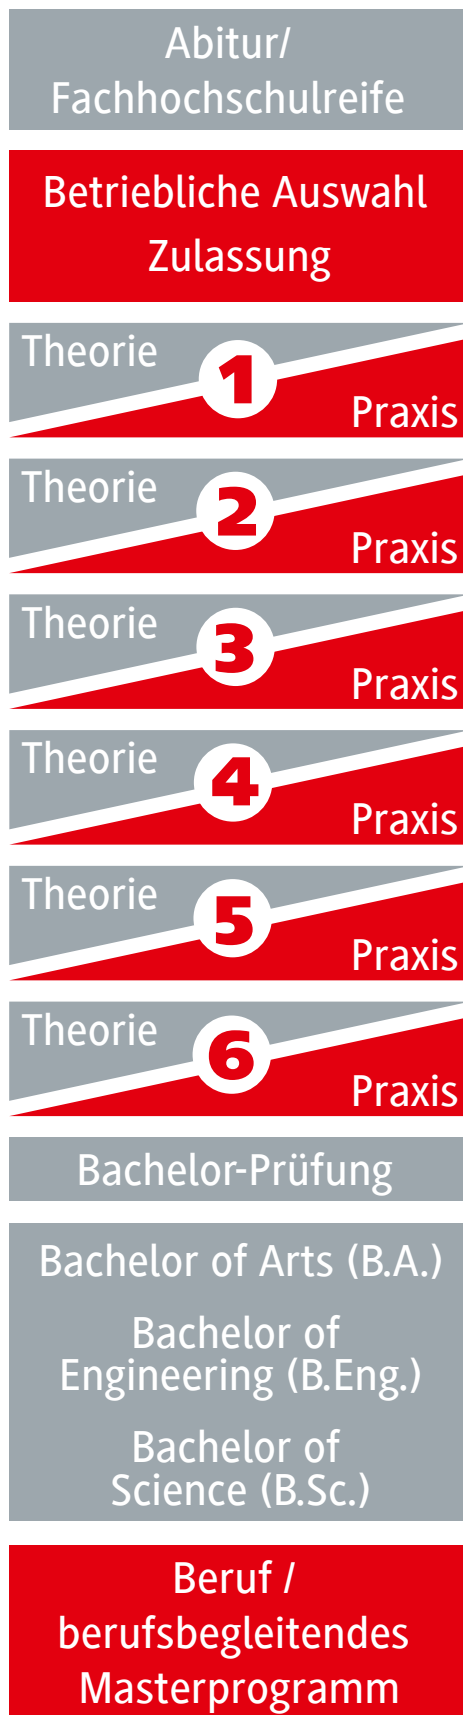 Abitur/
Fachhochschulreife
Betriebliche Auswahl
Zulassung
Theorie
1
Praxis
Theorie
2
Praxis
Theorie
3
Praxis
Theorie
4
Praxis
Theorie
5
Praxis
Theorie
6
Praxis
Bachelor-Prüfung
Bachelor of Arts (B.A.)
Bachelor of
Engineering (B.Eng.)
Bachelor of
Science (B.Sc.)
Beruf /
berufsbegleitendes
Masterprogramm